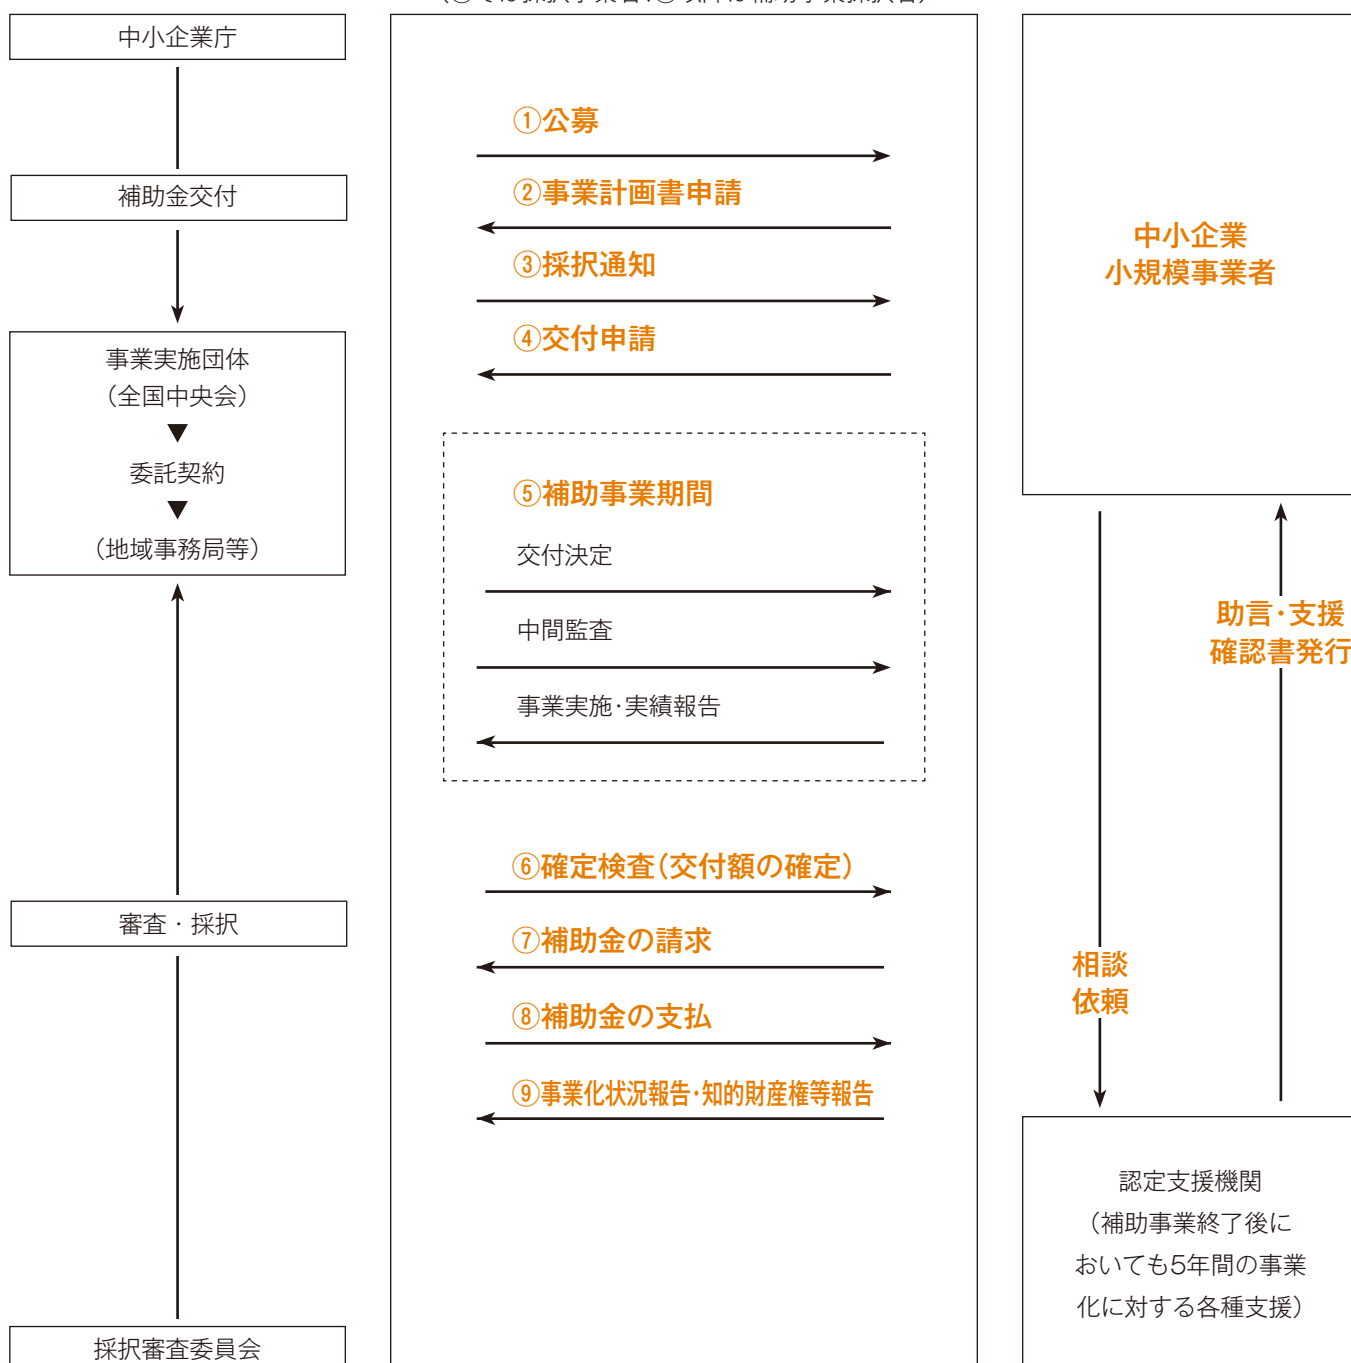 中小企業庁
補助金交付
事業実施団体
（全国中央会）
▼
委託契約
▼
（地域事務局等）
審査・採択
採択審査委員会
①公募
②事業計画書申請
③採択通知
④交付申請
⑤補助事業期間
交付決定
中間監査
事業実施・実績報告
⑥確定検査（交付額の確定）
⑦補助金の請求
⑧補助金の支払
⑨事業化状況報告・知的財産権等報告
中小企業
小規模事業者
助言・支援
確認書発行
相談
依頼
認定支援機関
（補助事業終了後に
おいても5年間の事業
化に対する各種支援）